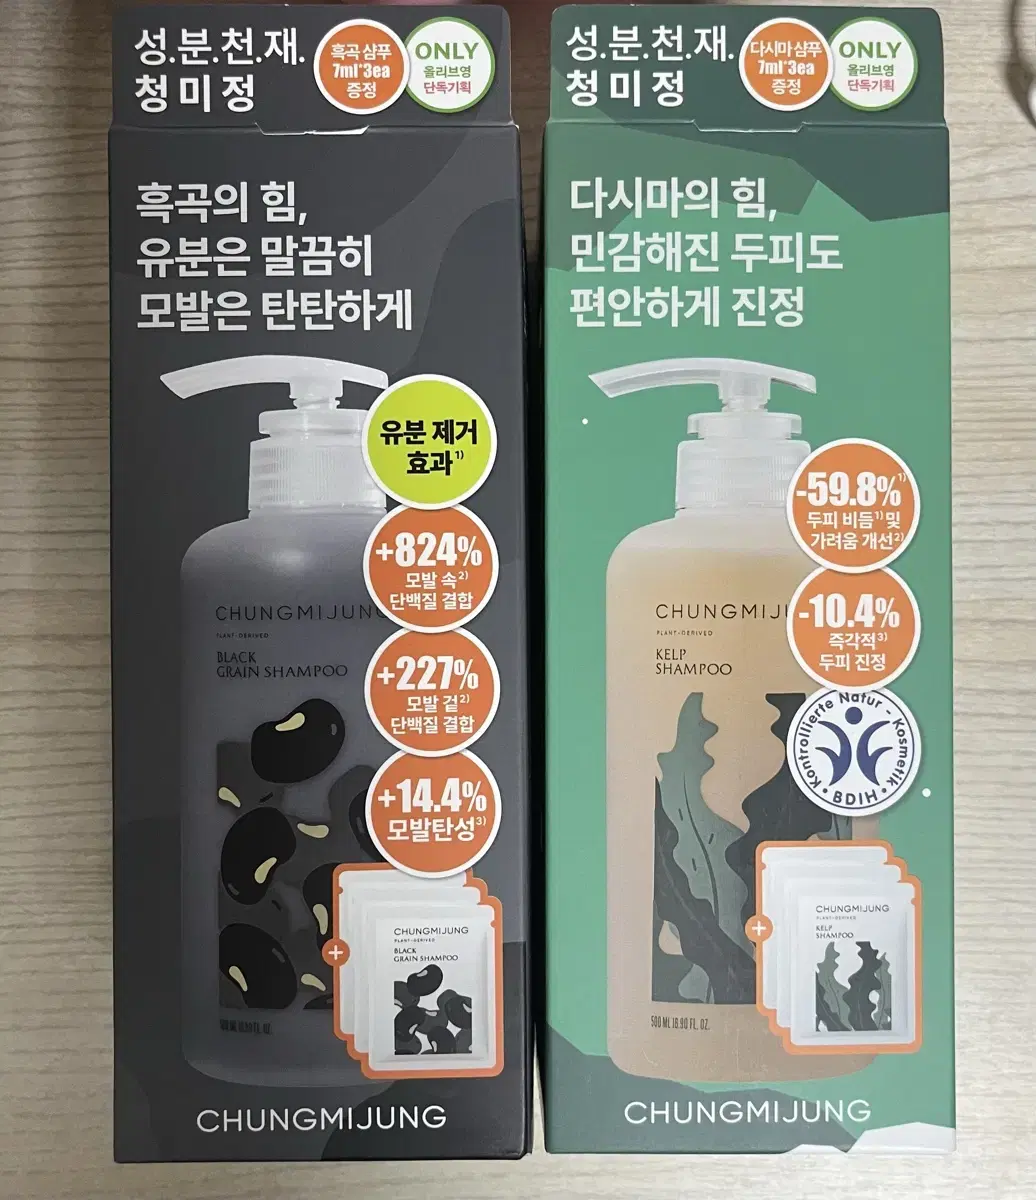 성.분.천.재.
청미정
흑곡 샴푸
7ml*3ea
증정
ONLY
올리브영
단독기획
흑곡의 힘,
유분은 말끔히
모발은 탄탄하게
유분 제거
효과1)
+824%
모발 속2)
단백질 결합
+227%
모발 겉2)
단백질 결합
+14.4%
모발탄성3)
CHUNGMIJUNG
PLANT-DERIVED
BLACK
GRAIN SHAMPOO
500 ML 16.90 FL. OZ.
+
CHUNGMIJUNG
PLANT-DERIVED
BLACK
GRAIN SHAMPOO
CHUNGMIJUNG
성.분.천.재.
청미정
다시마 샴푸
7ml*3ea
증정
ONLY
올리브영
단독기획
다시마의 힘,
민감해진 두피도
편안하게 진정
-59.8%1)
두피 비듬1) 및
가려움 개선2)
-10.4%
즉각적3)
두피 진정
Kontrollierte Natur - Kosmetik
BDIH
CHUNGMIJ
PLANT-DERIVED
KELP
SHAMPOO
500 ML 16.90 FL. OZ.
+
CHUNGMIJUNG
PLANT-DERIVED
KELP
SHAMPOO
CHUNGMIJUNG